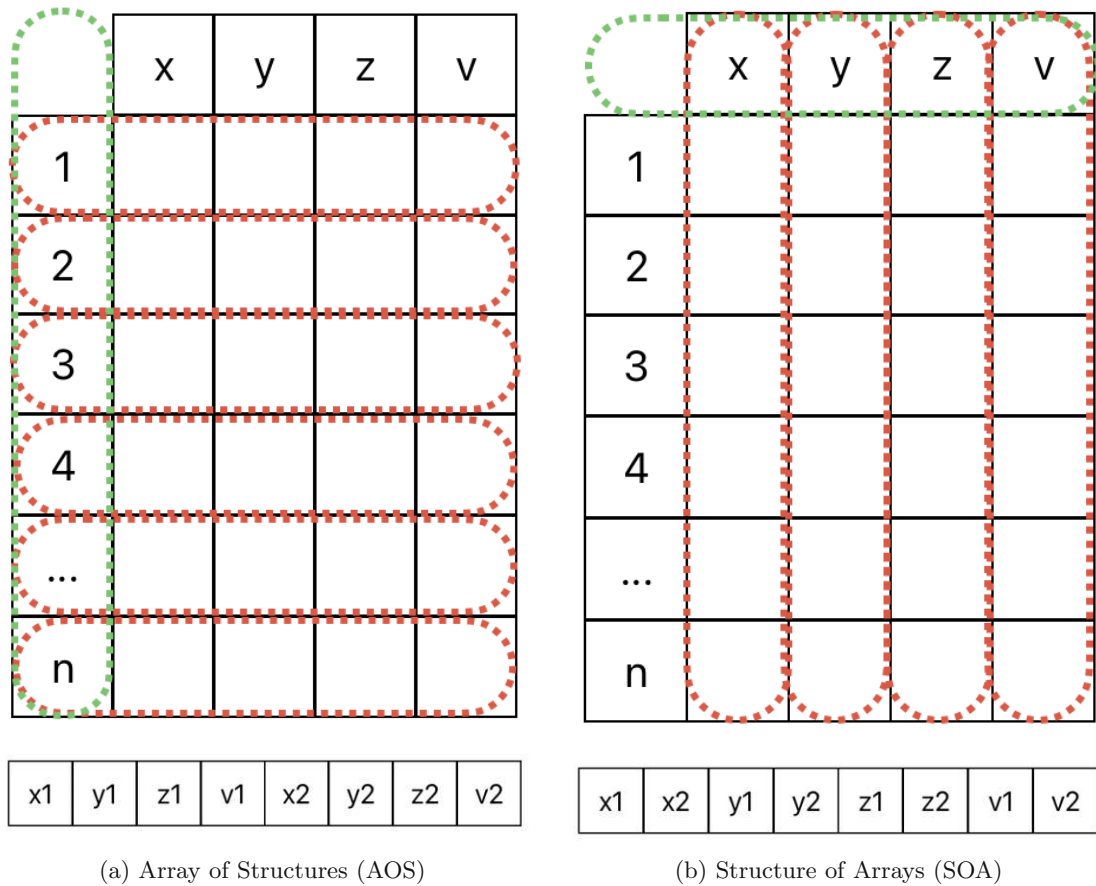 x y z v
1
2
3
4
...
n
x1 y1 z1 v1 x2 y2 z2 v2
(a) Array of Structures (AOS)
x y z v
1
2
3
4
...
n
x1 x2 y1 y2 z1 z2 v1 v2
(b) Structure of Arrays (SOA)